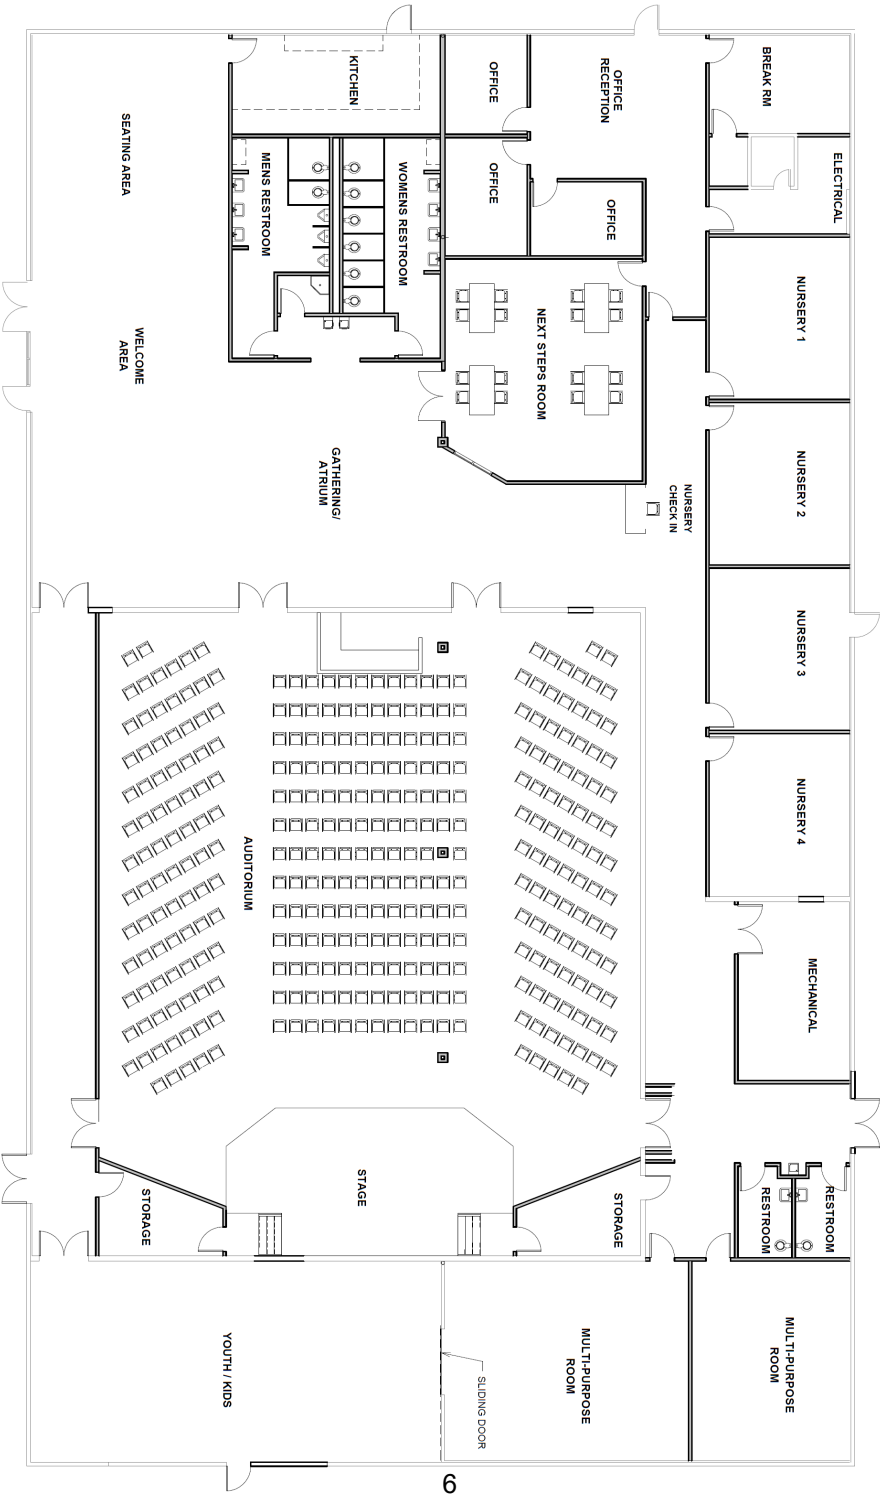 BREAK RM
ELECTRICAL
OFFICE
RECEPTION
OFFICE
OFFICE
OFFICE
KITCHEN
MENS RESTROOM
WOMENS RESTROOM
SEATING AREA
WELCOME
AREA
GATHERING/
ATRIUM
NEXT STEPS ROOM
NURSERY
CHECK IN
NURSERY 1
NURSERY 2
NURSERY 3
NURSERY 4
MECHANICAL
AUDITORIUM
STAGE
STORAGE
STORAGE
RESTROOM
RESTROOM
MULTI-PURPOSE
ROOM
MULTI-PURPOSE
ROOM
SLIDING DOOR
YOUTH / KIDS
6